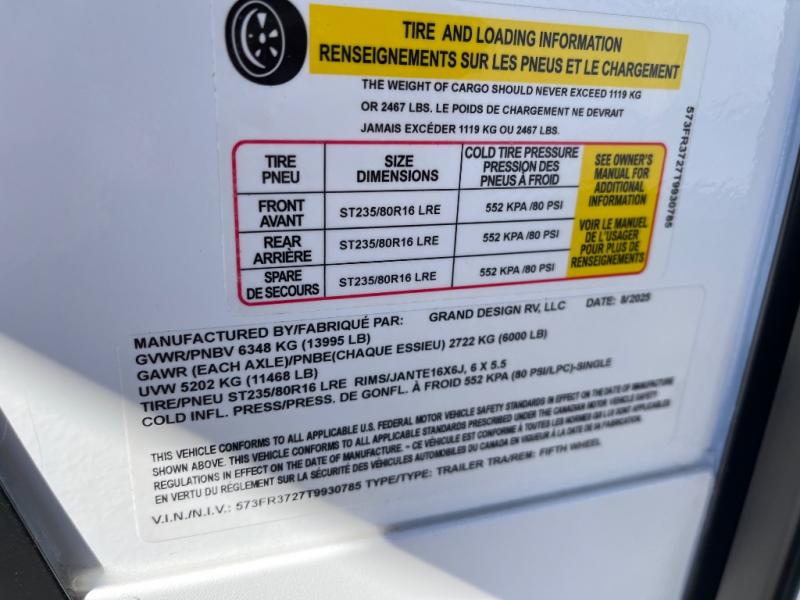 TIRE AND LOADING INFORMATION
RENSEIGNEMENTS SUR LES PNEUS ET LE CHARGEMENT
THE WEIGHT OF CARGO SHOULD NEVER EXCEED 1119 KG
OR 2467 LBS. LE POIDS DE CHARGEMENT NE DEVRAIT
JAMAIS EXCÉDER 1119 KG OU 2467 LBS.
573FR3727T9930785
TIRE
PNEU
SIZE
DIMENSIONS
COLD TIRE PRESSURE
PRESSION DES
PNEUS À FROID
SEE OWNER'S
MANUAL FOR
ADDITIONAL
INFORMATION
VOIR LE MANUEL
DE L'USAGER
POUR PLUS DE
RENSEIGNEMENTS
FRONT
AVANT
ST235/80R16 LRE
552 KPA /80 PSI
REAR
ARRIÈRE
ST235/80R16 LRE
552 KPA /80 PSI
SPARE
DE SECOURS
ST235/80R16 LRE
552 KPA /80 PSI
MANUFACTURED BY/FABRIQUÉ PAR: GRAND DESIGN RV, LLC DATE: 8/2025
GVWR/PNBV 6348 KG (13995 LB)
GAWR (EACH AXLE)/PNBE(CHAQUE ESSIEU) 2722 KG (6000 LB)
UVW 5202 KG (11468 LB)
TIRE/PNEU ST235/80R16 LRE RIMS/JANTE16X6J, 6 X 5.5
COLD INFL. PRESS/PRESS. DE GONFL. À FROID 552 KPA (80 PSI/LPC)-SINGLE
THIS VEHICLE CONFORMS TO ALL APPLICABLE U.S. FEDERAL MOTOR VEHICLE SAFETY STANDARDS IN EFFECT ON THE DATE OF MANUFACTURE
SHOWN ABOVE. THIS VEHICLE CONFORMS TO ALL APPLICABLE STANDARDS PRESCRIBED UNDER THE CANADIAN MOTOR VEHICLE SAFETY
REGULATIONS IN EFFECT ON THE DATE OF MANUFACTURE. - CE VÉHICULE EST CONFORME À TOUTES LES NORMES QUI LUI SONT APPLICABLES
EN VERTU DU RÈGLEMENT SUR LA SÉCURITÉ DES VÉHICULES AUTOMOBILES DU CANADA EN VIGUEUR À LA DATE DE SA FABRICATION.
V.I.N./N.I.V.: 573FR3727T9930785 TYPE/TYPE: TRAILER TRA/REM: FIFTH WHEEL